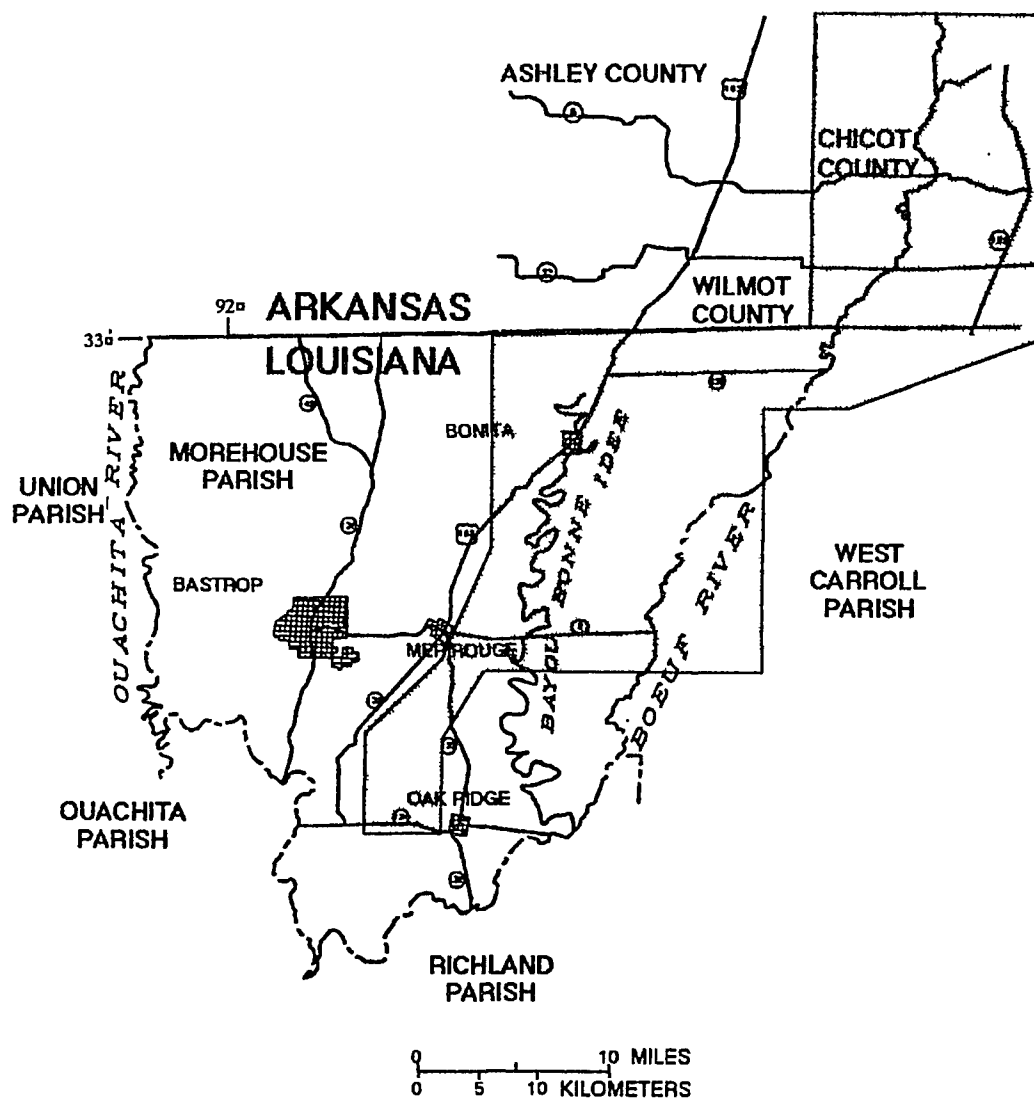 ASHLEY COUNTY
CHICOT
COUNTY
WILMOT
COUNTY
92
ARKANSAS
33
LOUISIANA
BONITA
MOREHOUSE
PARISH
UNION
PARISH
OUACHITA RIVER
BASTROP
BAYOU BONNE IDEE
BOEUF RIVER
WEST
CARROLL
PARISH
MER ROUGE
OUACHITA
PARISH
OAK RIDGE
RICHLAND
PARISH
0 10 MILES
0 5 10 KILOMETERS